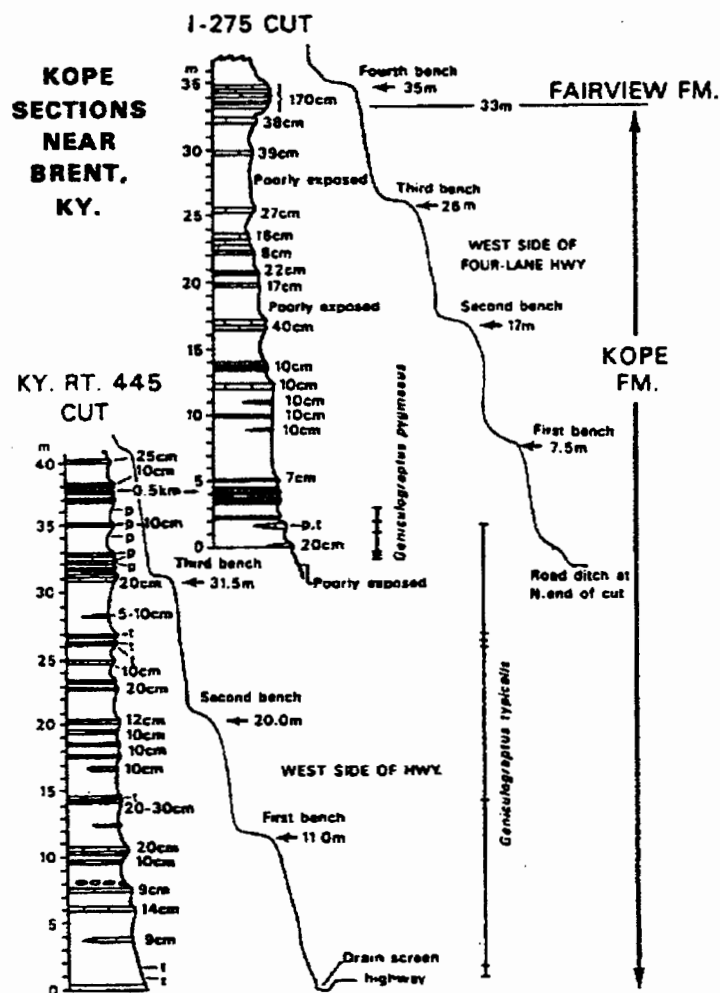 I-275 CUT
KOPE
SECTIONS
NEAR
BRENT,
KY.
m
35
30
25
20
15
10
5
0
170cm
38cm
39cm
Poorly exposed
27cm
18cm
8cm
22cm
17cm
Poorly exposed
40cm
10cm
10cm
10cm
10cm
10cm
7cm
p,t
20cm
Poorly exposed
Fourth bench
35m
33m
FAIRVIEW FM.
Third bench
26m
WEST SIDE OF
FOUR-LANE HWY
Second bench
17m
KOPE
FM.
First bench
7.5m
Road ditch at
N.end of cut
Geniculograptus pygmaeus
Geniculograptus typicalis
KY. RT. 445
CUT
m
40
35
30
25
20
15
10
5
0
25cm
10cm
0.5km
p
10cm
p
p
p
20cm
5-10cm
t
t
t
10cm
20cm
12cm
10cm
10cm
10cm
t
20-30cm
20cm
10cm
9cm
14cm
9cm
t
t
Third bench
31.5m
Second bench
20.0m
WEST SIDE OF HWY.
First bench
11.0m
Drain screen
highway